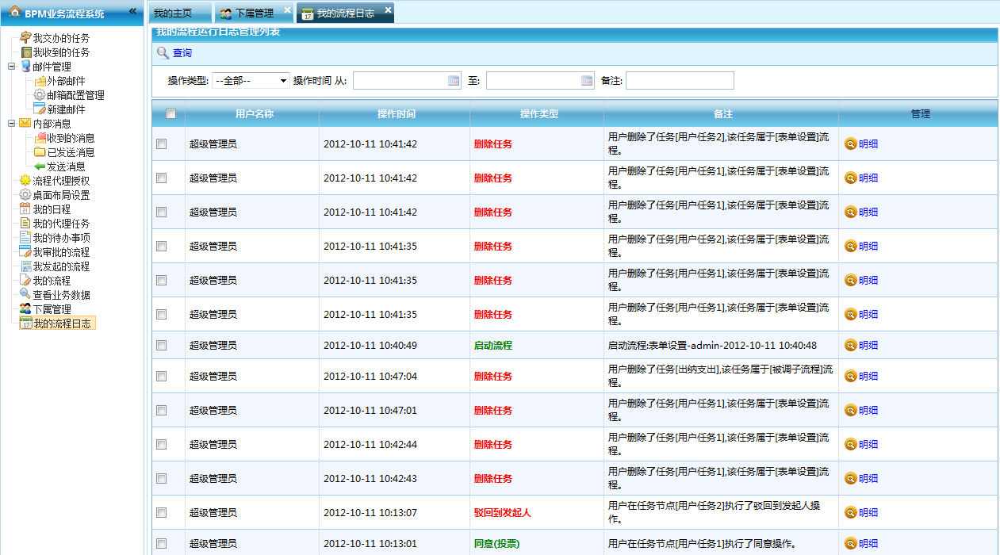 BPM业务流程系统
我的主页 下属管理 我的流程日志
我交办的任务
我收到的任务
邮件管理
外部邮件
邮箱配置管理
新建邮件
内部消息
收到的消息
已发送消息
发送消息
流程代理授权
桌面布局设置
我的日程
我的代理任务
我的待办事项
我审批的流程
我发起的流程
我的流程
查看业务数据
下属管理
我的流程日志
我的流程运行日志管理列表
查询
操作类型: --全部-- 操作时间 从: 至: 备注:
用户名称 操作时间 操作类型 备注 管理
超级管理员 2012-10-11 10:41:42 删除任务 用户删除了任务[用户任务2],该任务属于[表单设置]流 明细
程。
超级管理员 2012-10-11 10:41:42 删除任务 用户删除了任务[用户任务1],该任务属于[表单设置]流 明细
程。
超级管理员 2012-10-11 10:41:42 删除任务 用户删除了任务[用户任务1],该任务属于[表单设置]流 明细
程。
超级管理员 2012-10-11 10:41:35 删除任务 用户删除了任务[用户任务2],该任务属于[表单设置]流 明细
程。
超级管理员 2012-10-11 10:41:35 删除任务 用户删除了任务[用户任务1],该任务属于[表单设置]流 明细
程。
超级管理员 2012-10-11 10:41:35 删除任务 用户删除了任务[用户任务1],该任务属于[表单设置]流 明细
程。
超级管理员 2012-10-11 10:40:49 启动流程 启动流程:表单设置-admin-2012-10-11 10:40:48 明细
超级管理员 2012-10-11 10:47:04 删除任务 用户删除了任务[出纳支出],该任务属于[被调子流程]流 明细
程。
超级管理员 2012-10-11 10:47:01 删除任务 用户删除了任务[用户任务1],该任务属于[表单设置]流 明细
程。
超级管理员 2012-10-11 10:42:44 删除任务 用户删除了任务[用户任务1],该任务属于[表单设置]流 明细
程。
超级管理员 2012-10-11 10:42:43 删除任务 用户删除了任务[用户任务1],该任务属于[表单设置]流 明细
程。
超级管理员 2012-10-11 10:13:07 驳回到发起人 用户在任务节点[用户任务2]执行了驳回到发起人操 明细
作。
超级管理员 2012-10-11 10:13:01 同意(投票) 用户在任务节点[用户任务1]执行了同意操作。 明细